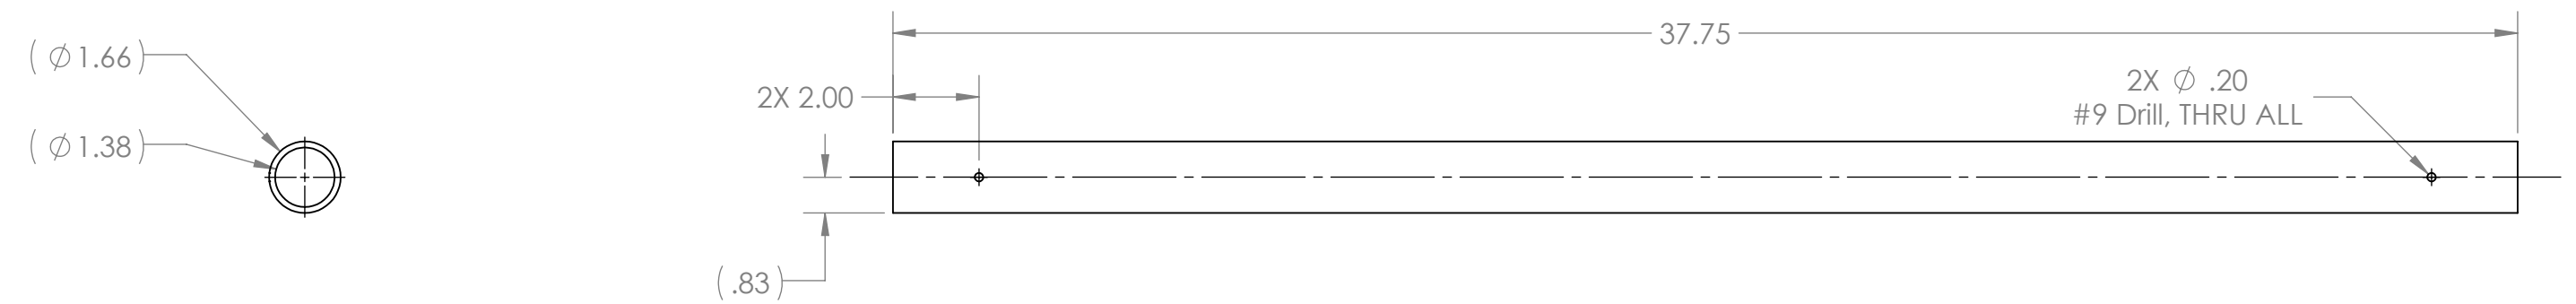 ( ∅1.66 )
( ∅1.38 )
37.75
2X 2.00
2X ∅ .20
#9 Drill, THRU ALL
( .83 )